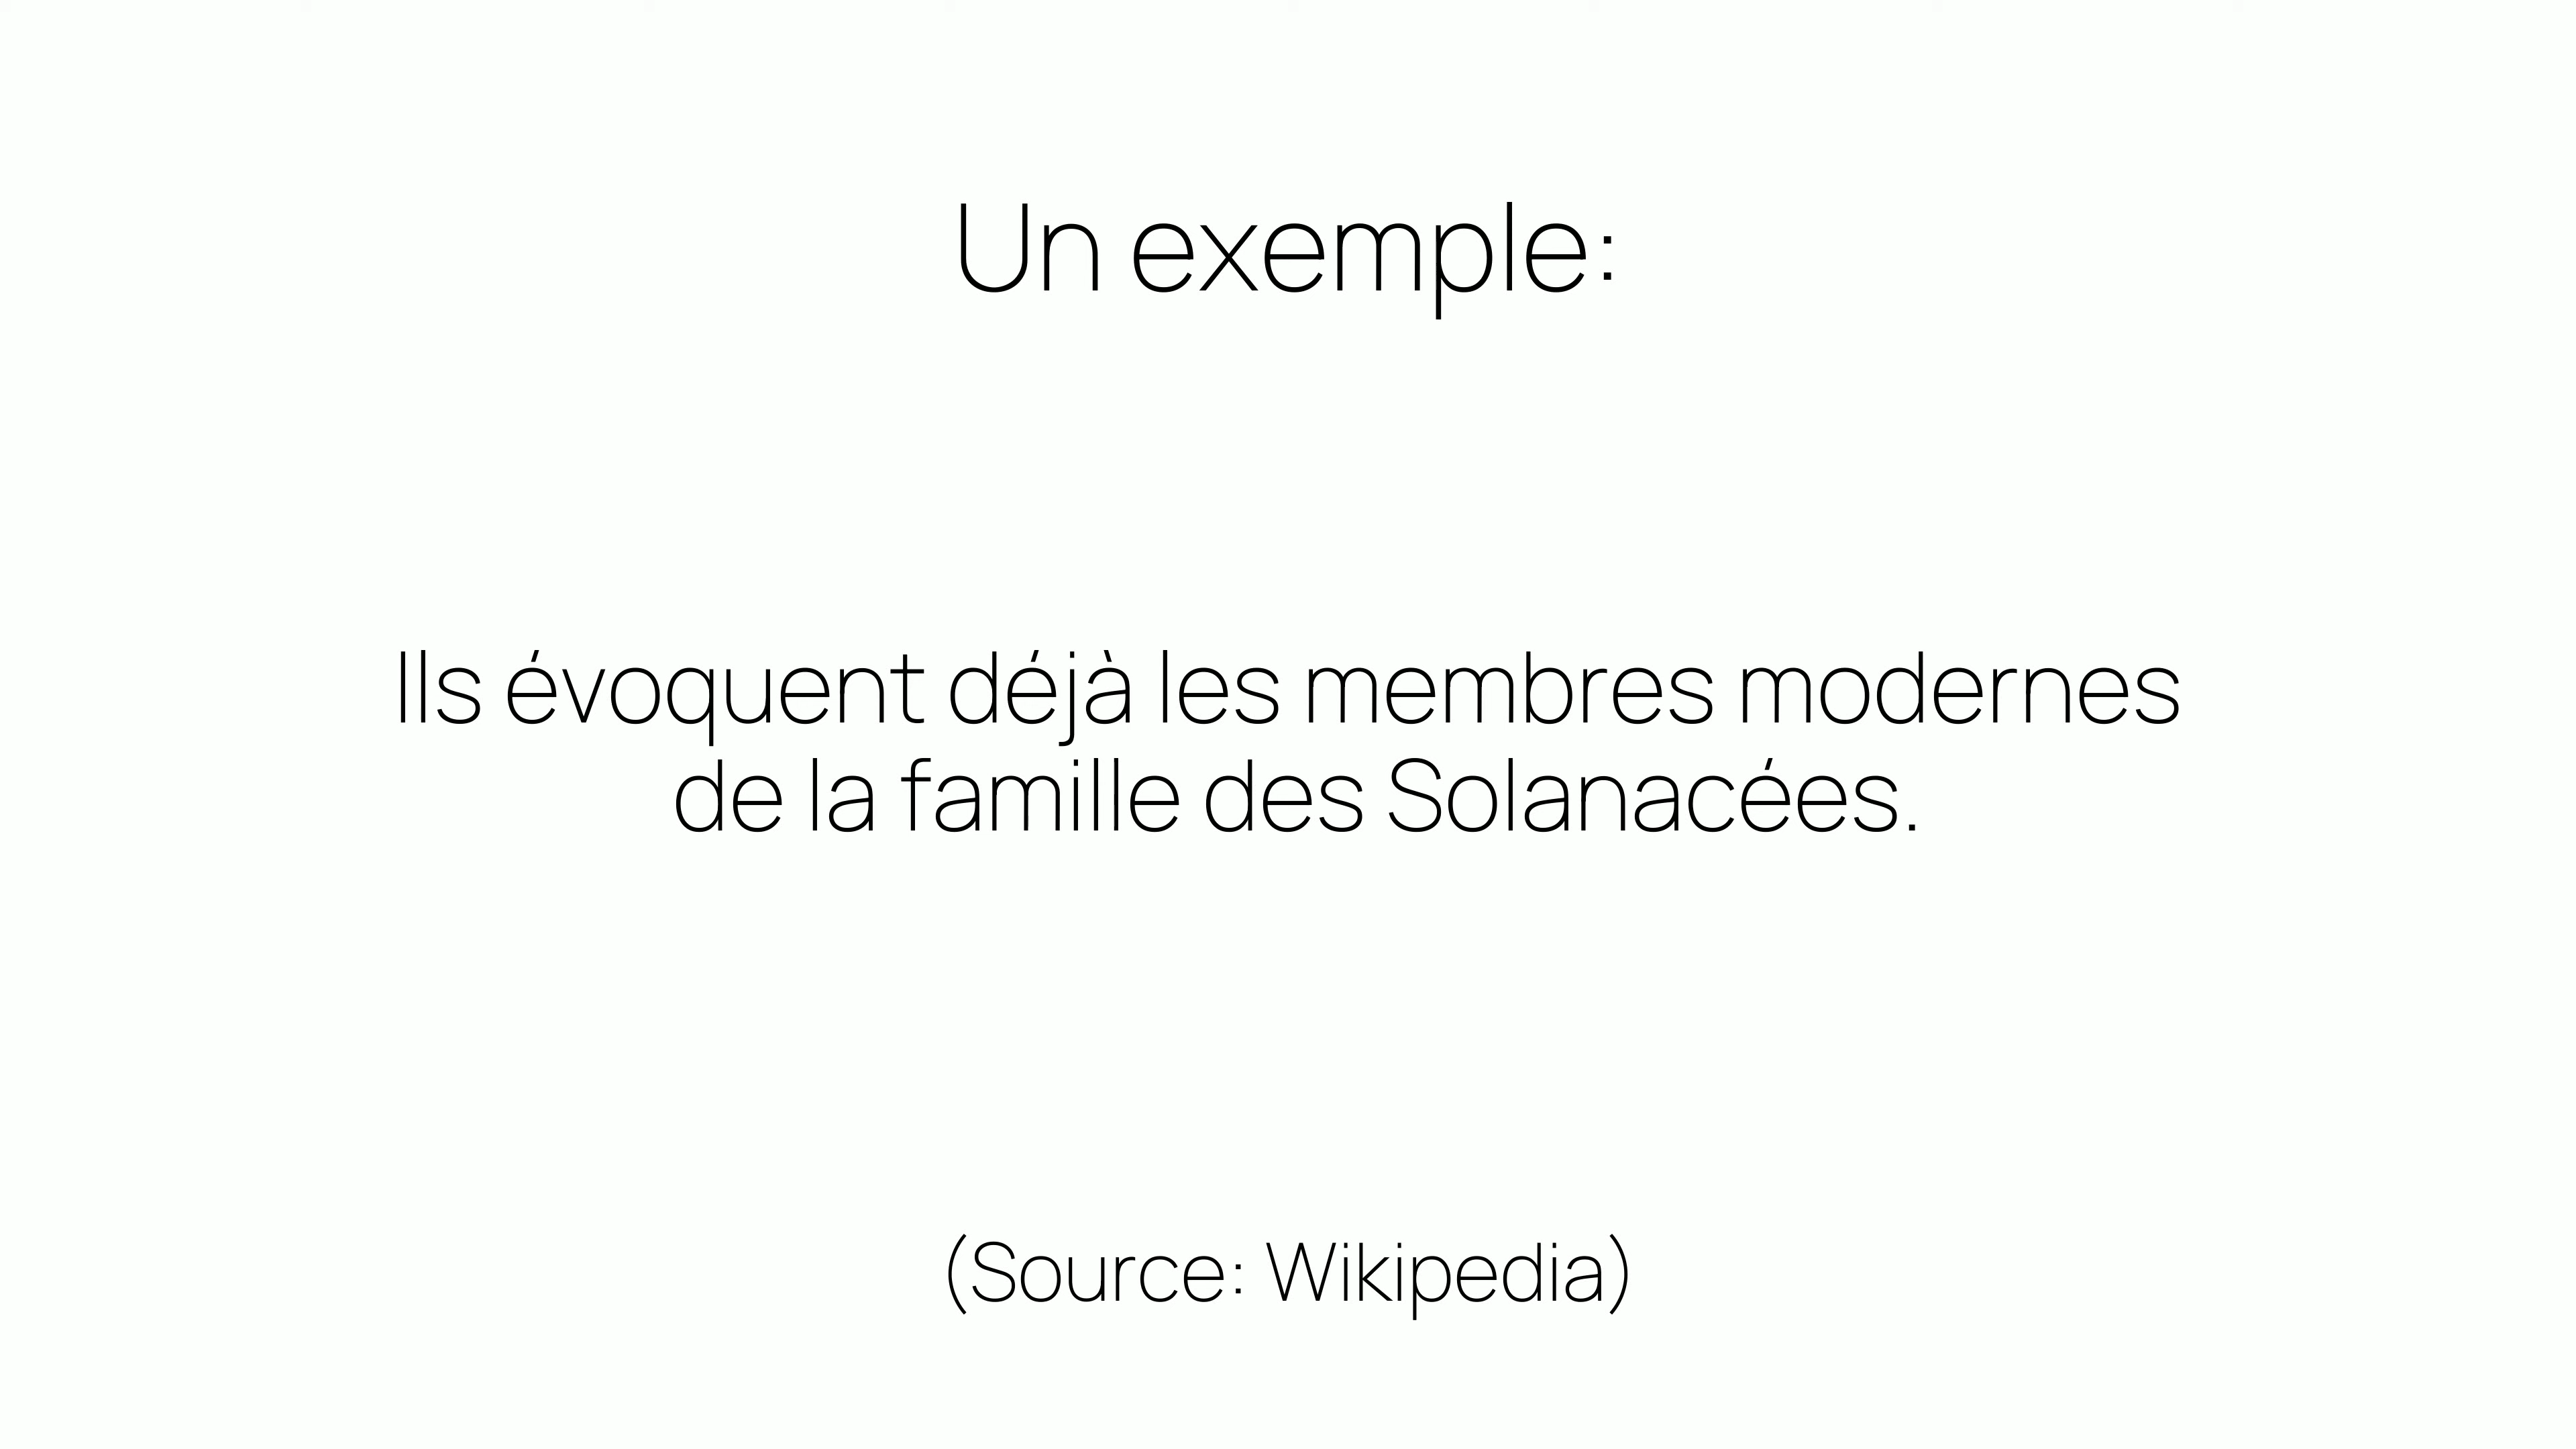 Un exemple:
Ils évoquent déjà les membres modernes
de la famille des Solanacées.
(Source: Wikipedia)